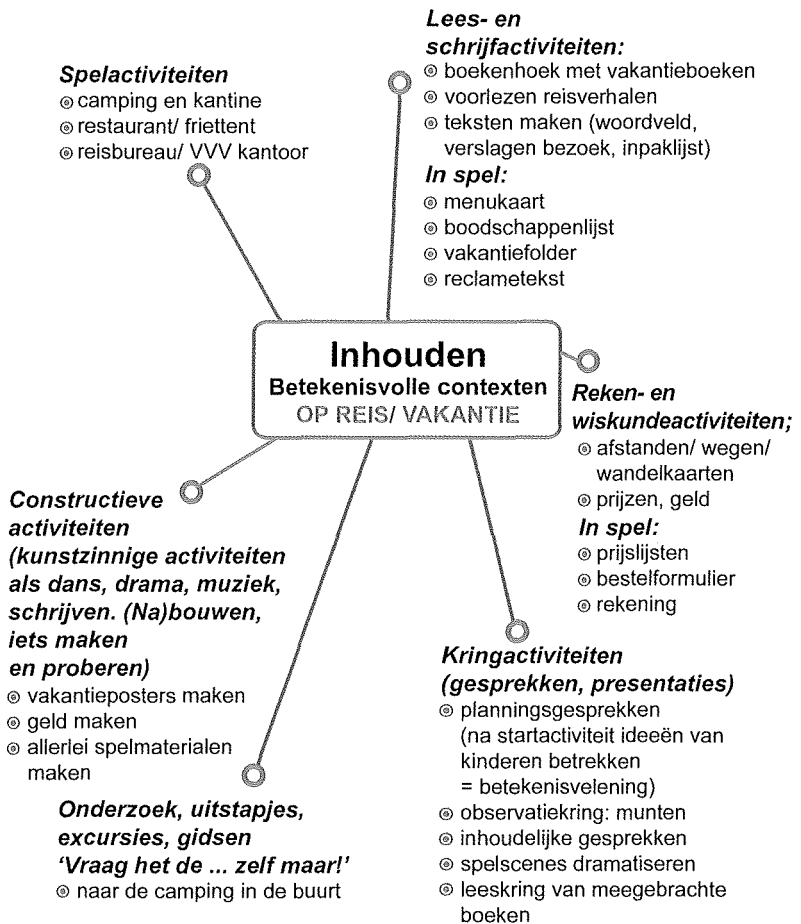 Spelactiviteiten
camping en kantine
restaurant/ friettent
reisbureau/ VVV kantoor
Lees- en
schrijfactiviteiten:
boekenhoek met vakantieboeken
voorlezen reisverhalen
teksten maken (woordveld,
verslagen bezoek, inpaklijst)
In spel:
menukaart
boodschappenlijst
vakantiefolder
reclametekst
Inhouden
Betekenisvolle contexten
OP REIS/ VAKANTIE
Reken- en
wiskundeactiviteiten;
afstanden/ wegen/
wandelkaarten
prijzen, geld
In spel:
prijslijsten
bestelformulier
rekening
Constructieve
activiteiten
(kunstzinnige activiteiten
als dans, drama, muziek,
schrijven. (Na)bouwen,
iets maken
en proberen)
vakantieposters maken
geld maken
allerlei spelmaterialen
maken
Onderzoek, uitstapjes,
excursies, gidsen
‘Vraag het de ... zelf maar!’
naar de camping in de buurt
Kringactiviteiten
(gesprekken, presentaties)
planningsgesprekken
(na startactiviteit ideeën van
kinderen betrekken
= betekenisvelening)
observatiekring: munten
inhoudelijke gesprekken
spelscenes dramatiseren
leeskring van meegebrachte
boeken